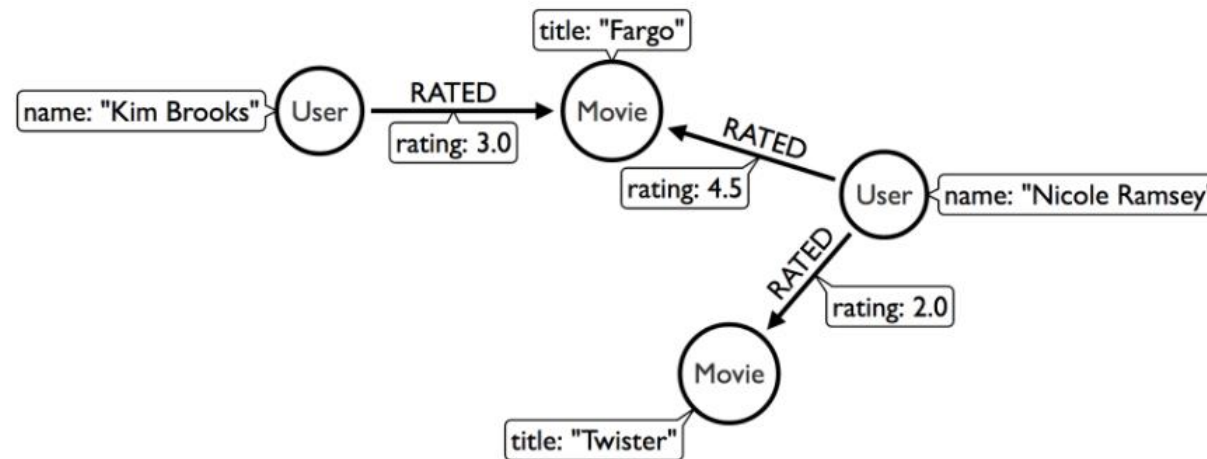 title: "Fargo"
name: "Kim Brooks"
User
RATED
rating: 3.0
Movie
RATED
rating: 4.5
User
name: "Nicole Ramsey"
RATED
rating: 2.0
Movie
title: "Twister"